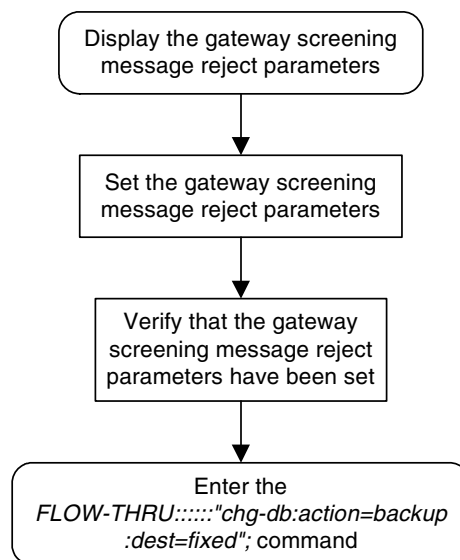 Display the gateway screening
message reject parameters
Set the gateway screening
message reject parameters
Verify that the gateway
screening message reject
parameters have been set
Enter the
FLOW-THRU::::::"chg-db:action=backup
:dest=fixed"; command